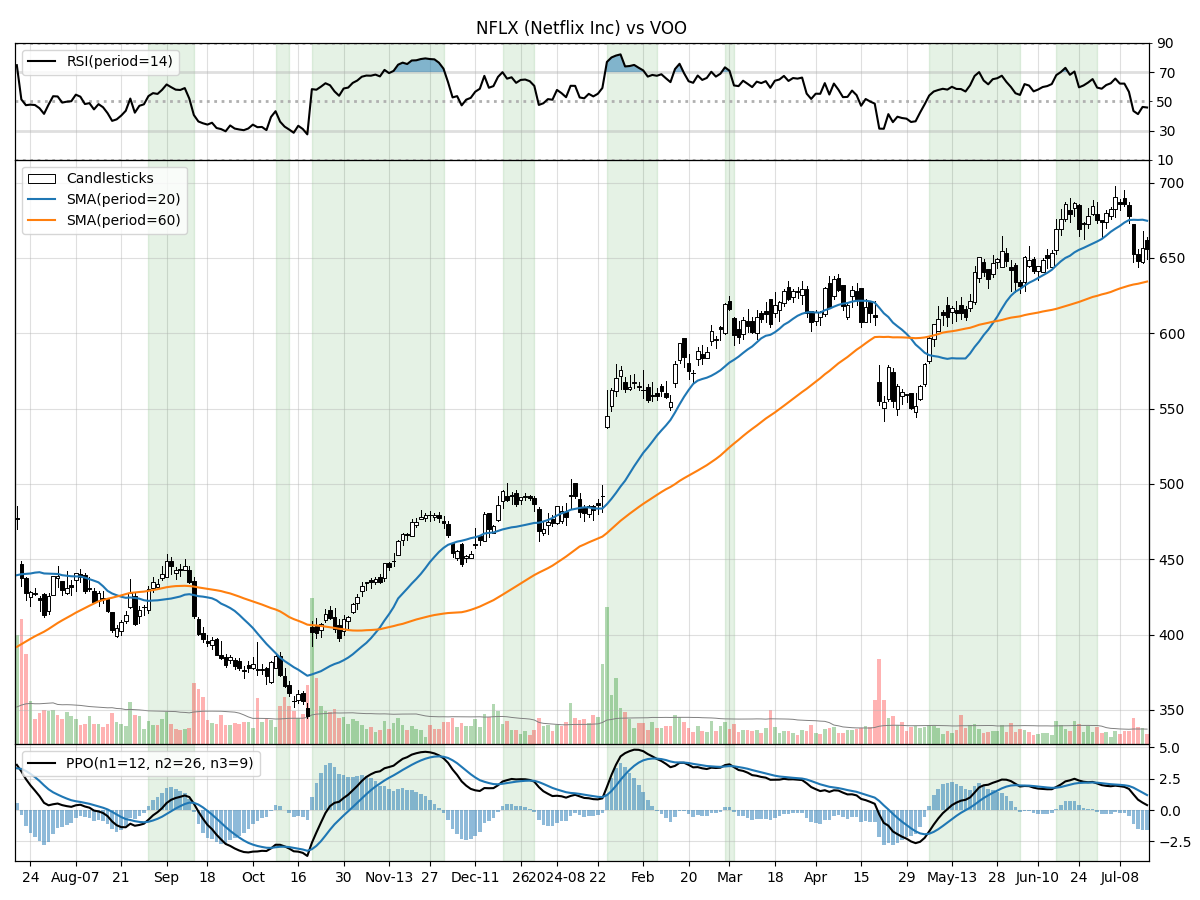 NFLX (Netflix Inc) vs VOO
RSI(period=14)
90
70
50
30
10
Candlesticks
SMA(period=20)
SMA(period=60)
700
650
600
550
500
450
400
350
PPO(n1=12, n2=26, n3=9)
5.0
2.5
0.0
−2.5
24 Aug-07 21 Sep 18 Oct 16 30 Nov-13 27 Dec-11 26 2024-08 22 Feb 20 Mar 18 Apr 15 29 May-13 28 Jun-10 24 Jul-08